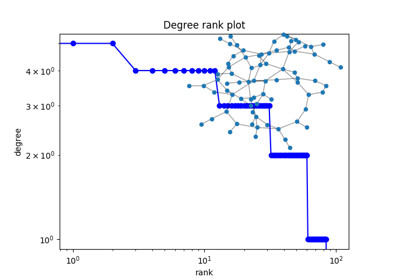 Degree rank plot
4 × 10⁰
3 × 10⁰
2 × 10⁰
10⁰
degree
10⁰ 10¹ 10²
rank